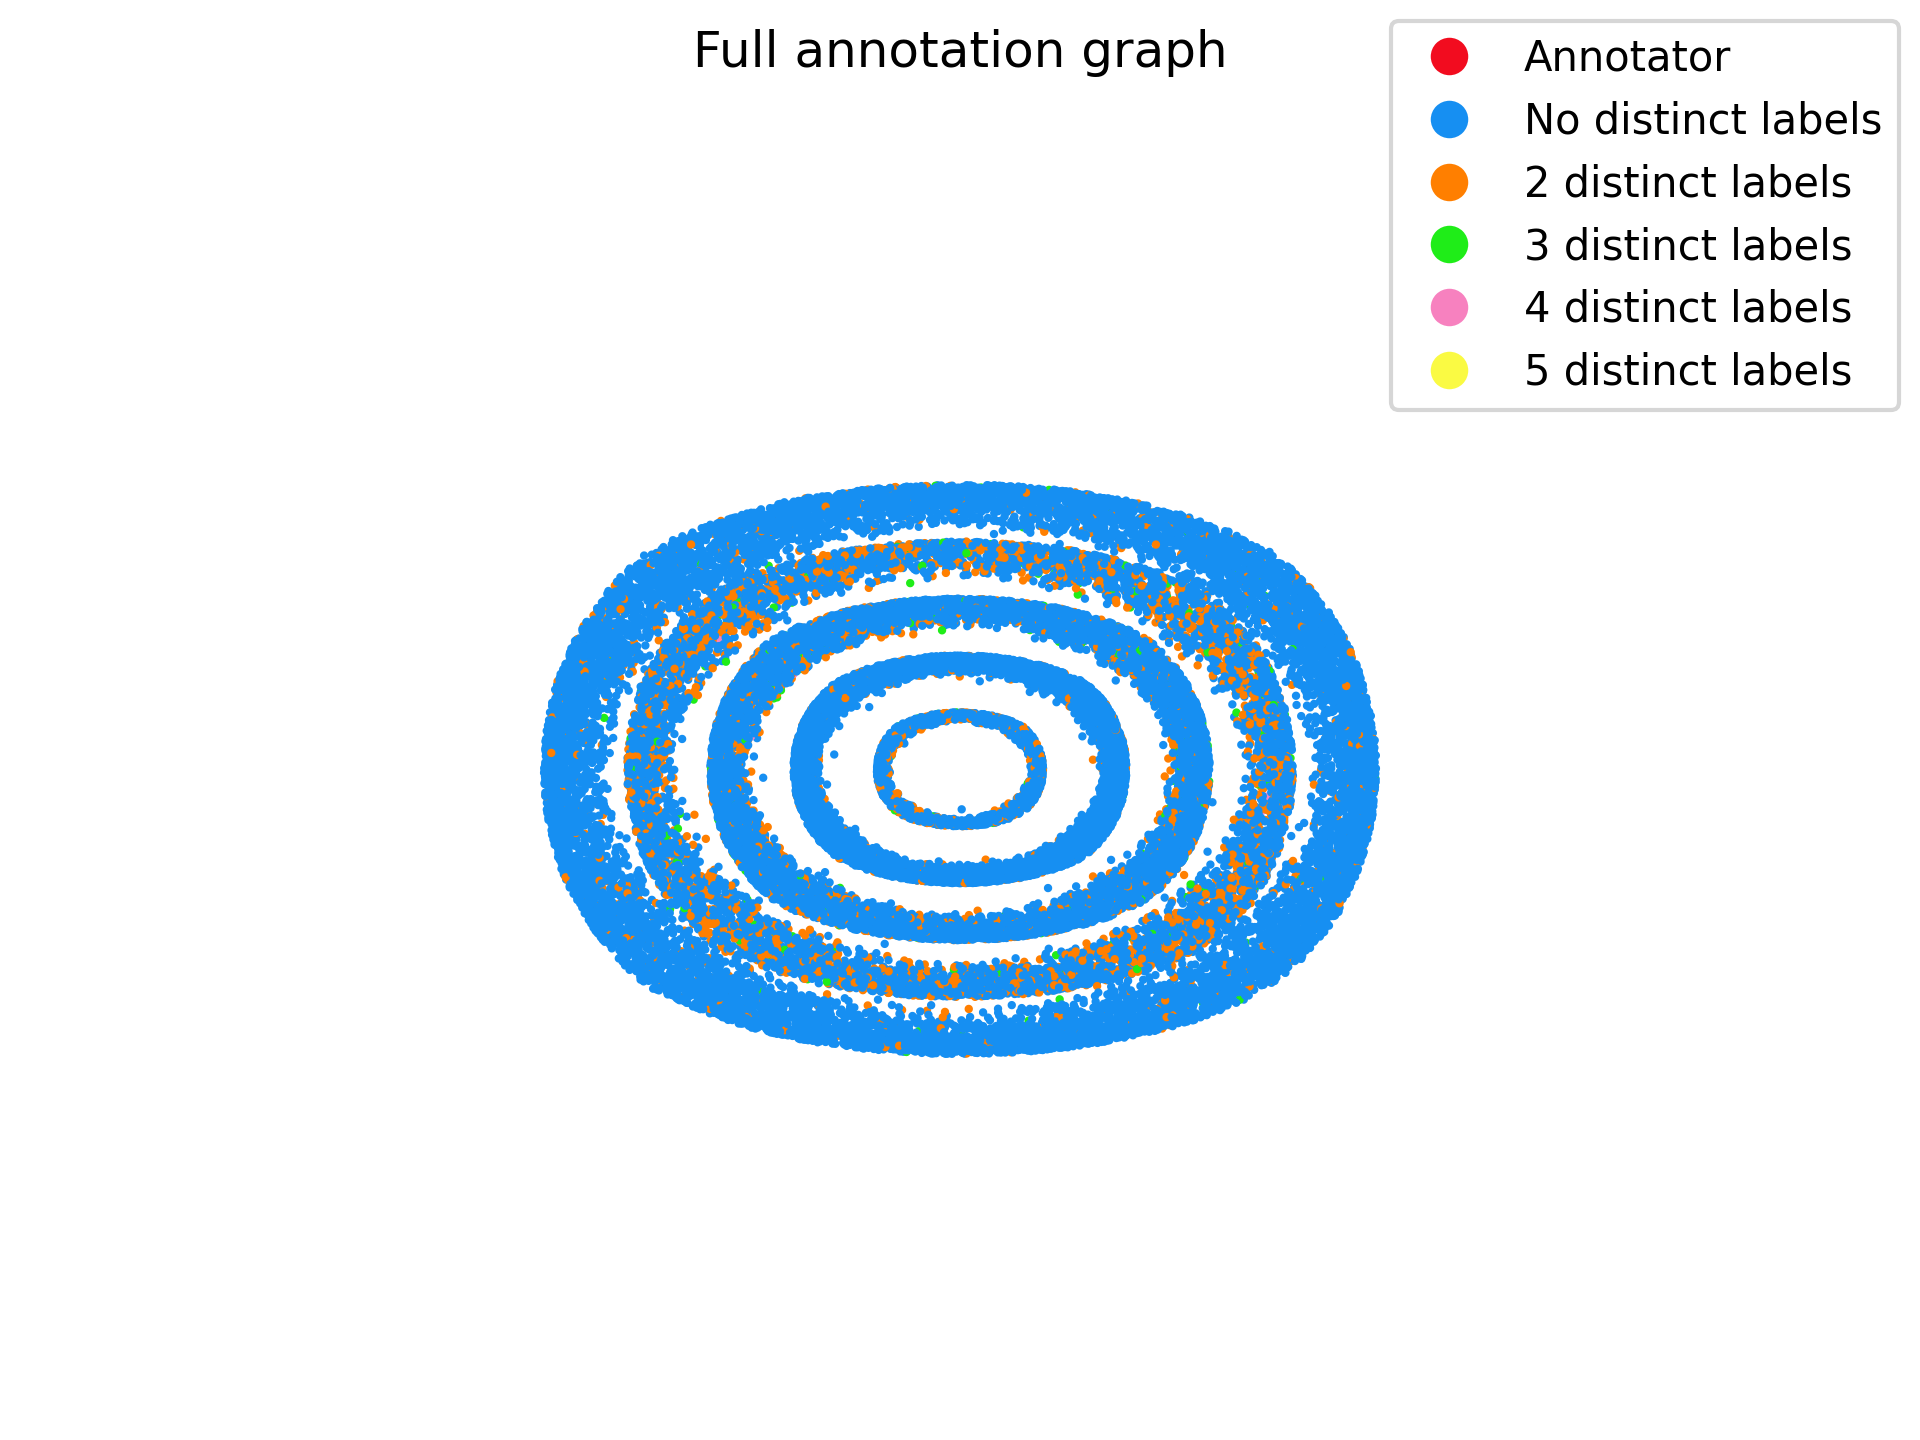 Full annotation graph
Annotator
No distinct labels
2 distinct labels
3 distinct labels
4 distinct labels
5 distinct labels